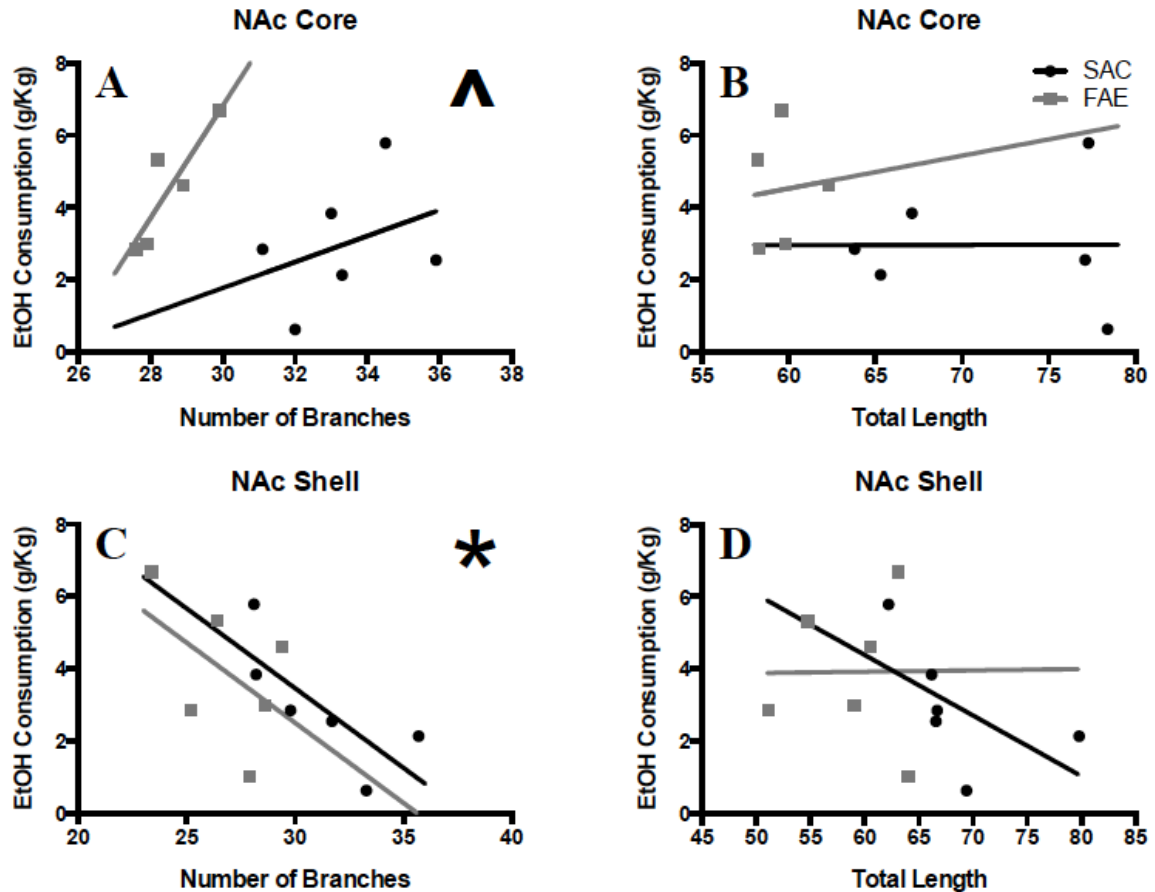 NAc Core
A
^
EtOH Consumption (g/Kg)
8
6
4
2
0
26 28 30 32 34 36 38
Number of Branches
NAc Core
B
SAC
FAE
EtOH Consumption (g/Kg)
8
6
4
2
0
55 60 65 70 75 80
Total Length
NAc Shell
C
*
EtOH Consumption (g/Kg)
8
6
4
2
0
20 25 30 35 40
Number of Branches
NAc Shell
D
EtOH Consumption (g/Kg)
8
6
4
2
0
45 50 55 60 65 70 75 80 85
Total Length